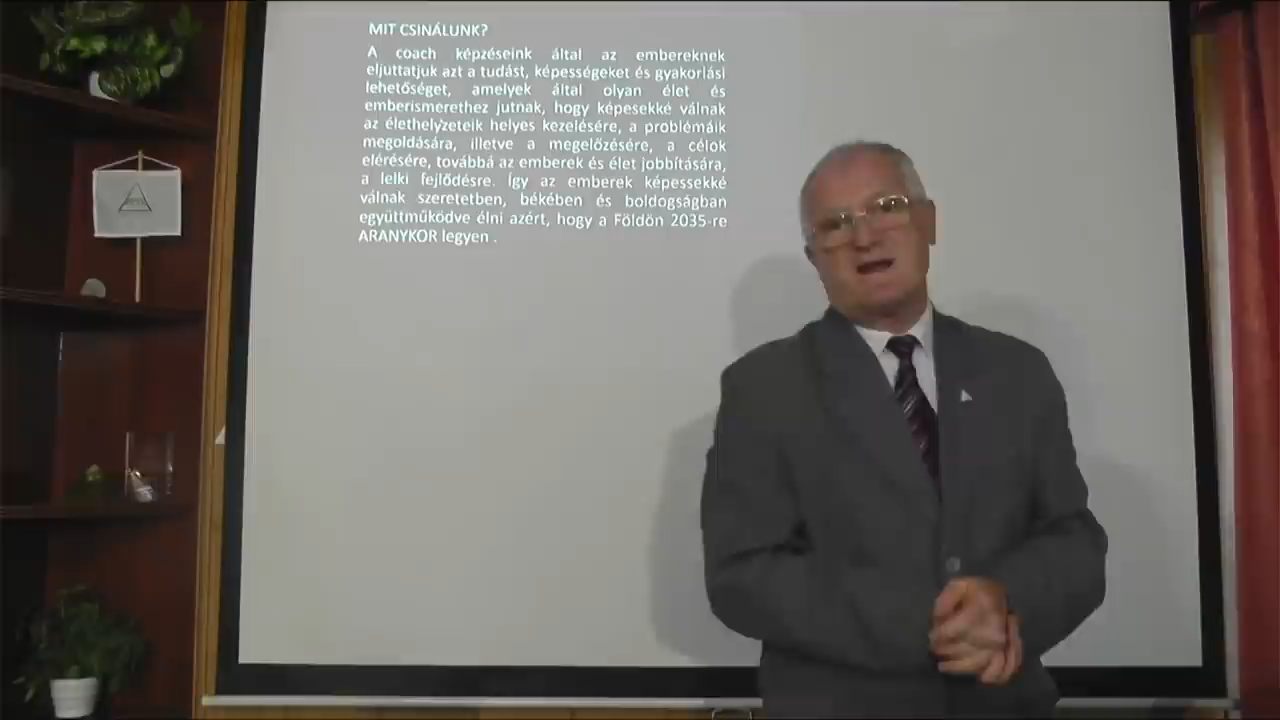 MIT CSINÁLUNK?
A coach képzéseink által az embereknek
eljuttatjuk azt a tudást, képességeket és gyakorlási
lehetőséget, amelyek által olyan élet és
emberismerethez jutnak, hogy képesekké válnak
az élethelyzeteik helyes kezelésére, a problémáik
megoldására, illetve a megelőzésére, a célok
elérésére, továbbá az emberek és élet jobbítására,
a lelki fejlődésre. Így az emberek képessekké
válnak szeretetben, békében és boldogságban
együttműködve élni azért, hogy a Földön 2035-re
ARANYKOR legyen .